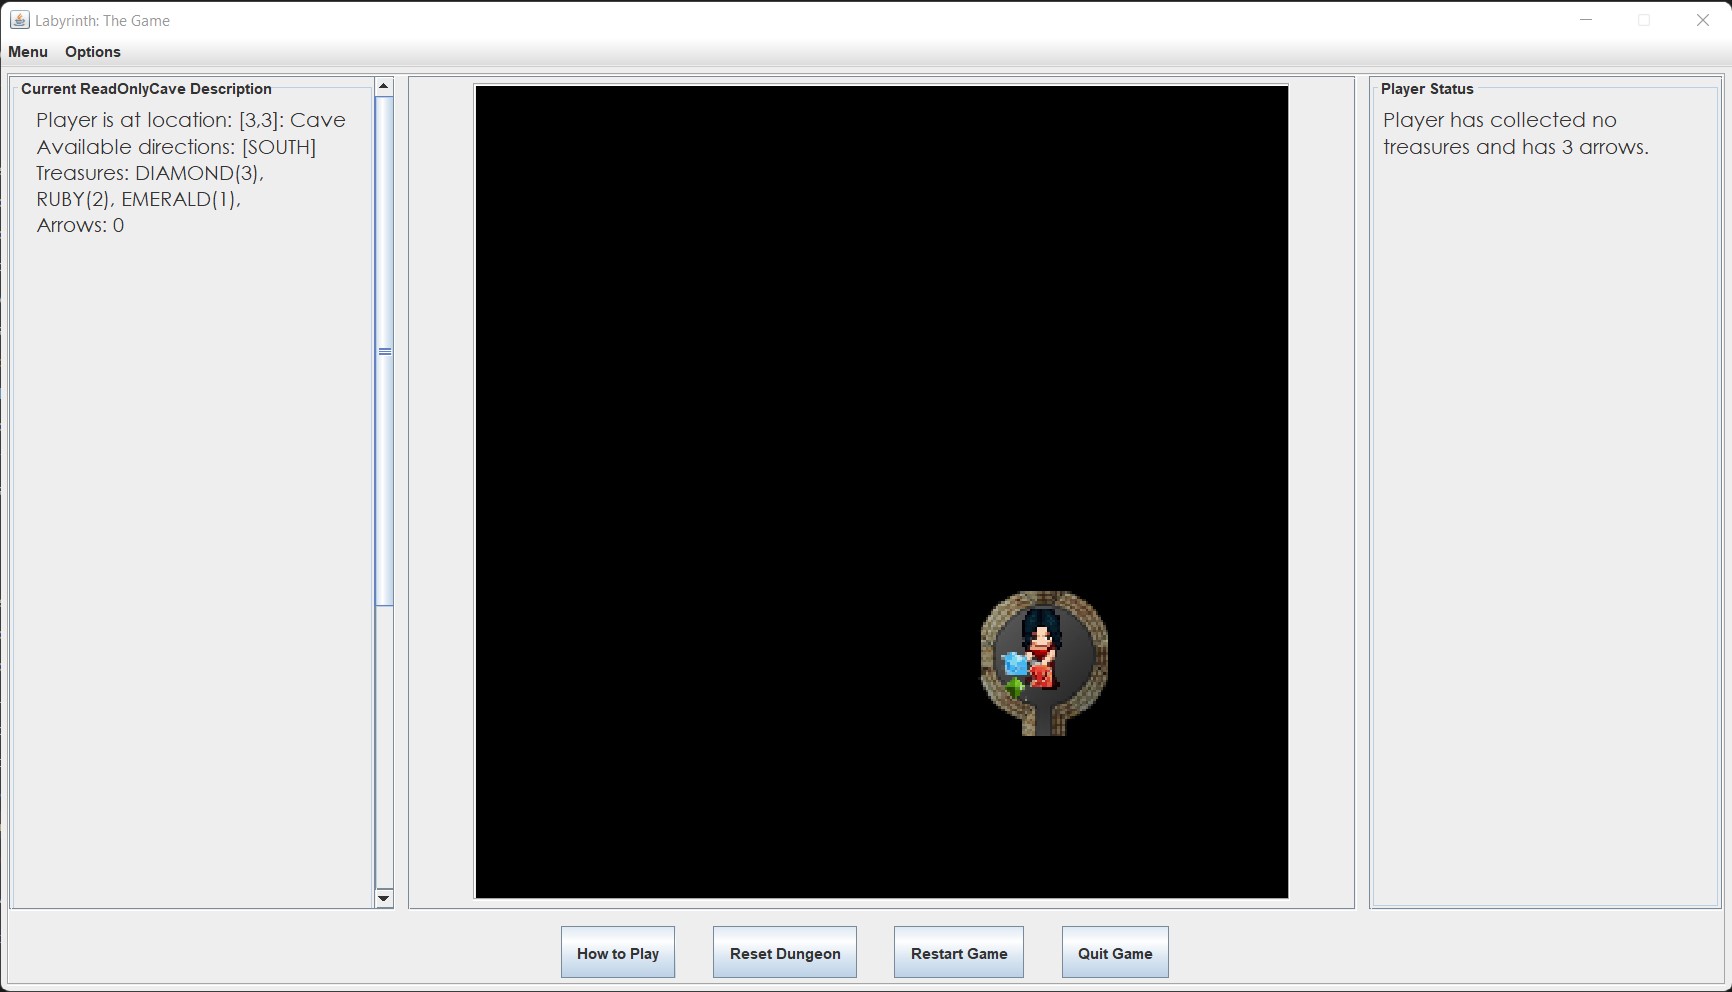 Labyrinth: The Game
Menu Options
Current ReadOnlyCave Description
Player is at location: [3,3]: Cave
Available directions: [SOUTH]
Treasures: DIAMOND(3),
RUBY(2), EMERALD(1),
Arrows: 0
Player Status
Player has collected no
treasures and has 3 arrows.
How to Play
Reset Dungeon
Restart Game
Quit Game